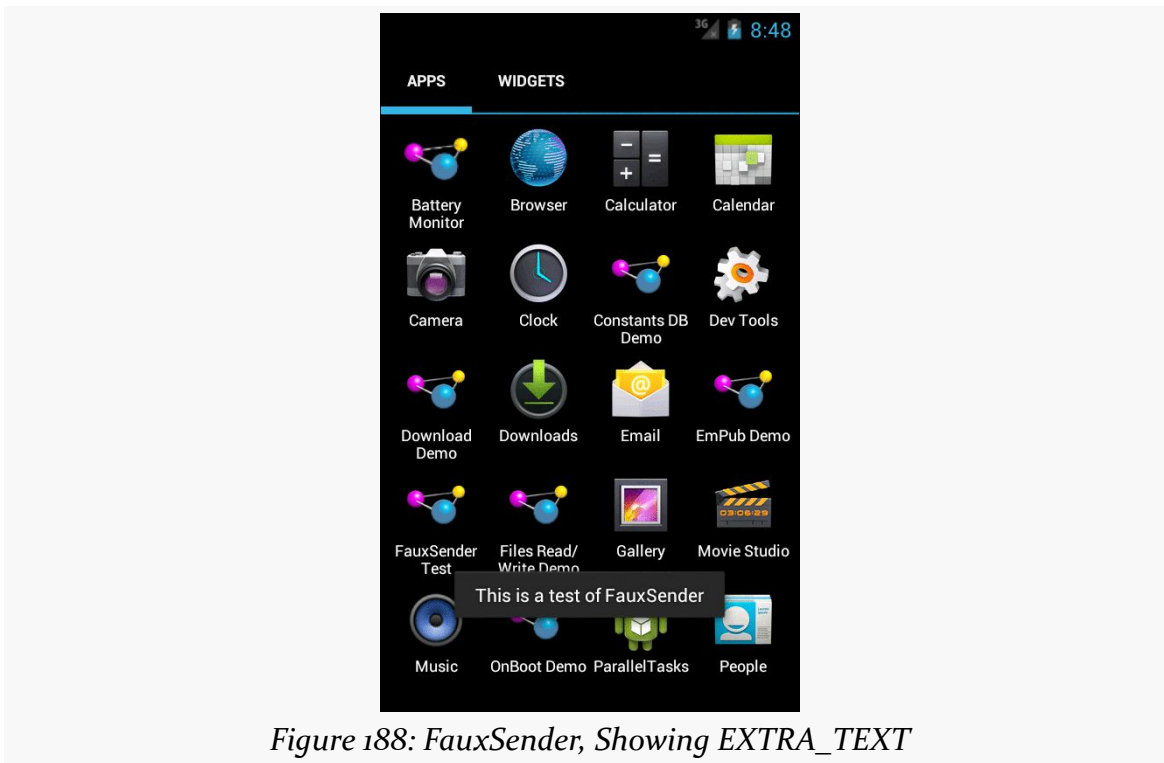 3G 8:48
APPS WIDGETS
Battery Browser Calculator Calendar
Monitor
Camera Clock Constants DB Dev Tools
Demo
Download Downloads Email EmPub Demo
Demo
FauxSender Files Read/ Gallery Movie Studio
Test Write Demo
This is a test of FauxSender
Music OnBoot Demo ParallelTasks People
Figure 188: FauxSender, Showing EXTRA_TEXT